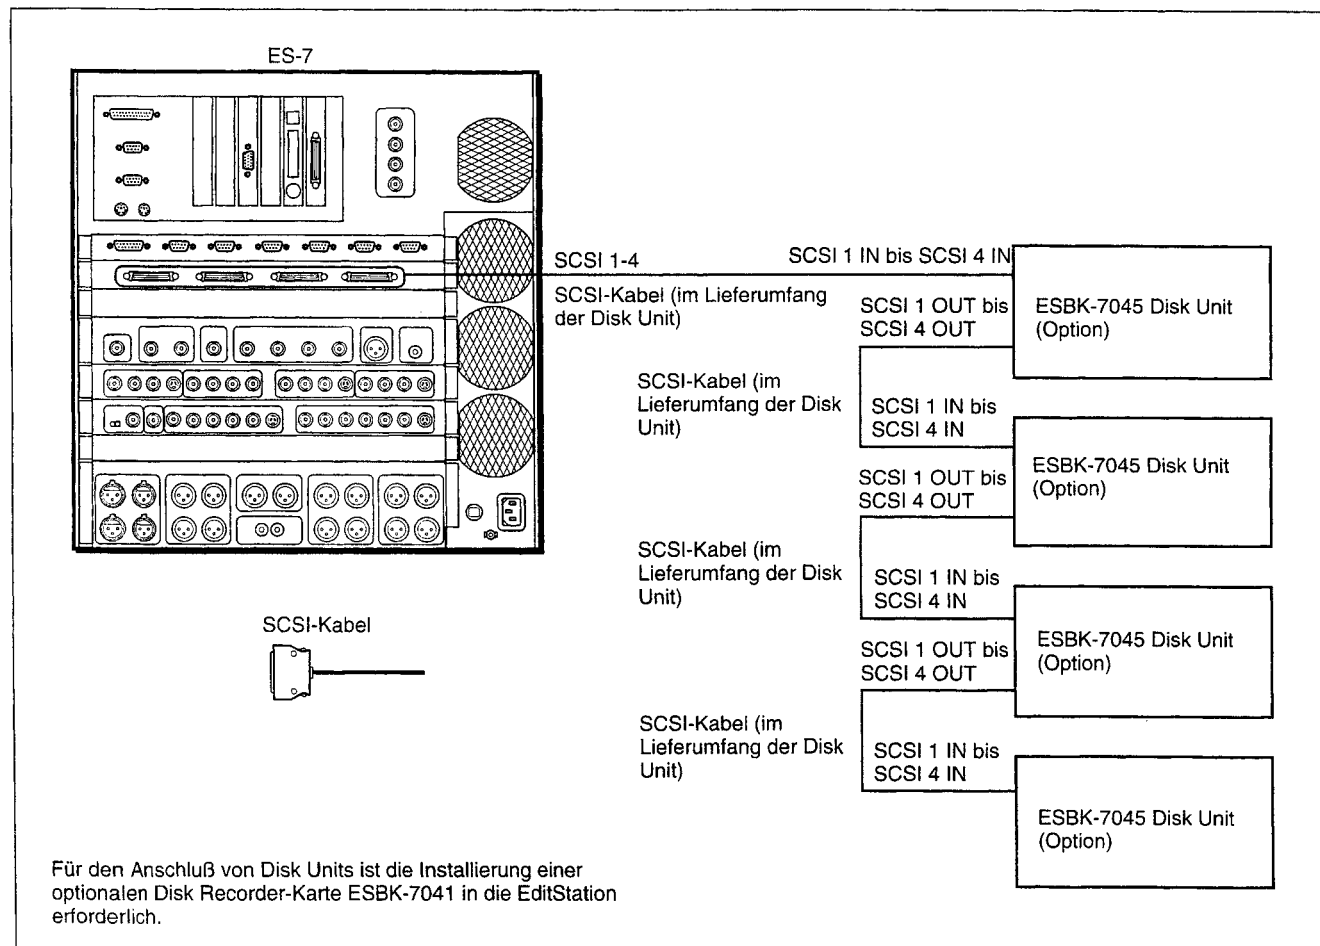 ES-7
SCSI 1-4
SCSI 1 IN bis SCSI 4 IN
SCSI-Kabel (im Lieferumfang
der Disk Unit)
SCSI 1 OUT bis
SCSI 4 OUT
ESBK-7045 Disk Unit
(Option)
SCSI-Kabel (im
Lieferumfang der Disk
Unit)
SCSI 1 IN bis
SCSI 4 IN
ESBK-7045 Disk Unit
(Option)
SCSI 1 OUT bis
SCSI 4 OUT
SCSI-Kabel (im
Lieferumfang der Disk
Unit)
SCSI 1 IN bis
SCSI 4 IN
ESBK-7045 Disk Unit
(Option)
SCSI 1 OUT bis
SCSI 4 OUT
SCSI-Kabel (im
Lieferumfang der Disk
Unit)
SCSI 1 IN bis
SCSI 4 IN
ESBK-7045 Disk Unit
(Option)
SCSI-Kabel
Für den Anschluß von Disk Units ist die Installierung einer
optionalen Disk Recorder-Karte ESBK-7041 in die EditStation
erforderlich.